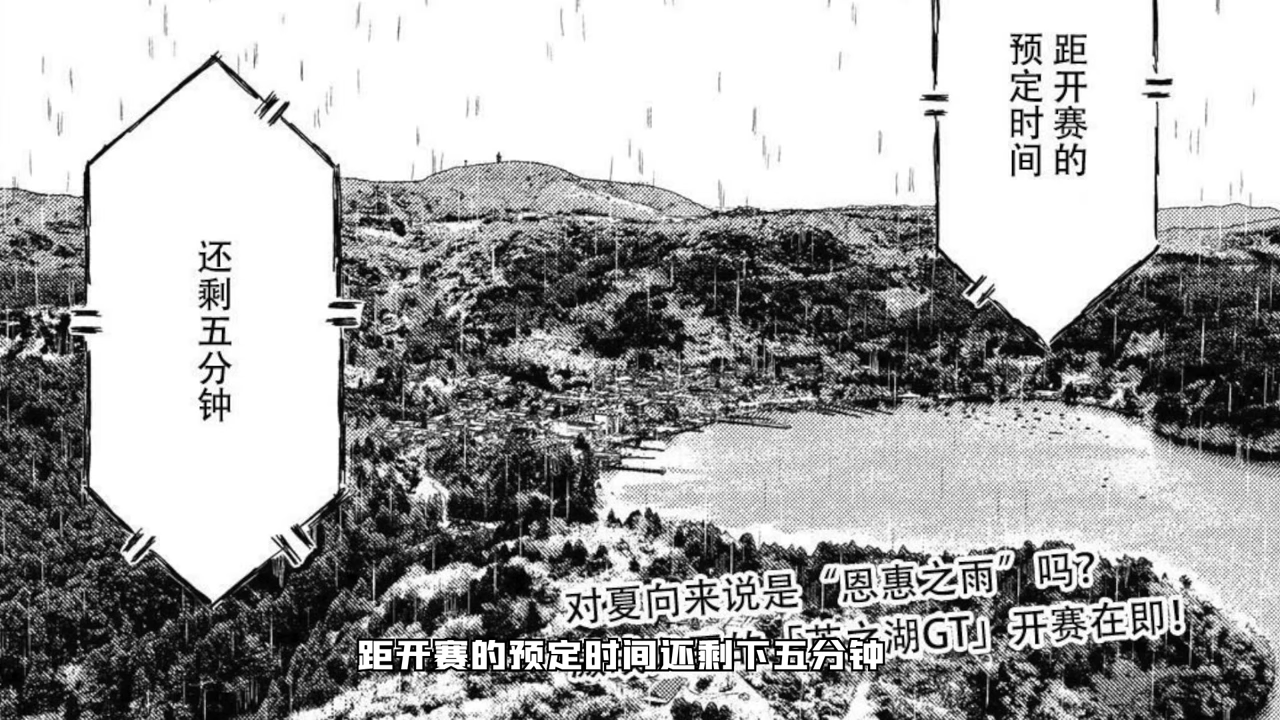 距开赛的
预定时间
还剩五分钟
对夏向来说是“恩惠之雨”吗？
湖GT」开赛在即！
距开赛的预定时间还剩下五分钟